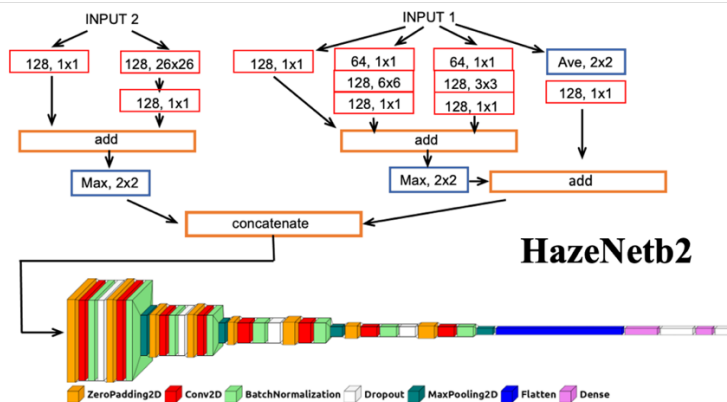 INPUT 2
INPUT 1
128, 1x1
128, 26x26
128, 1x1
128, 1x1
64, 1x1
128, 6x6
128, 1x1
64, 1x1
128, 3x3
128, 1x1
Ave, 2x2
128, 1x1
add
add
Max, 2x2
Max, 2x2
add
concatenate
HazeNetb2
ZeroPadding2D Conv2D BatchNormalization Dropout MaxPooling2D Flatten Dense